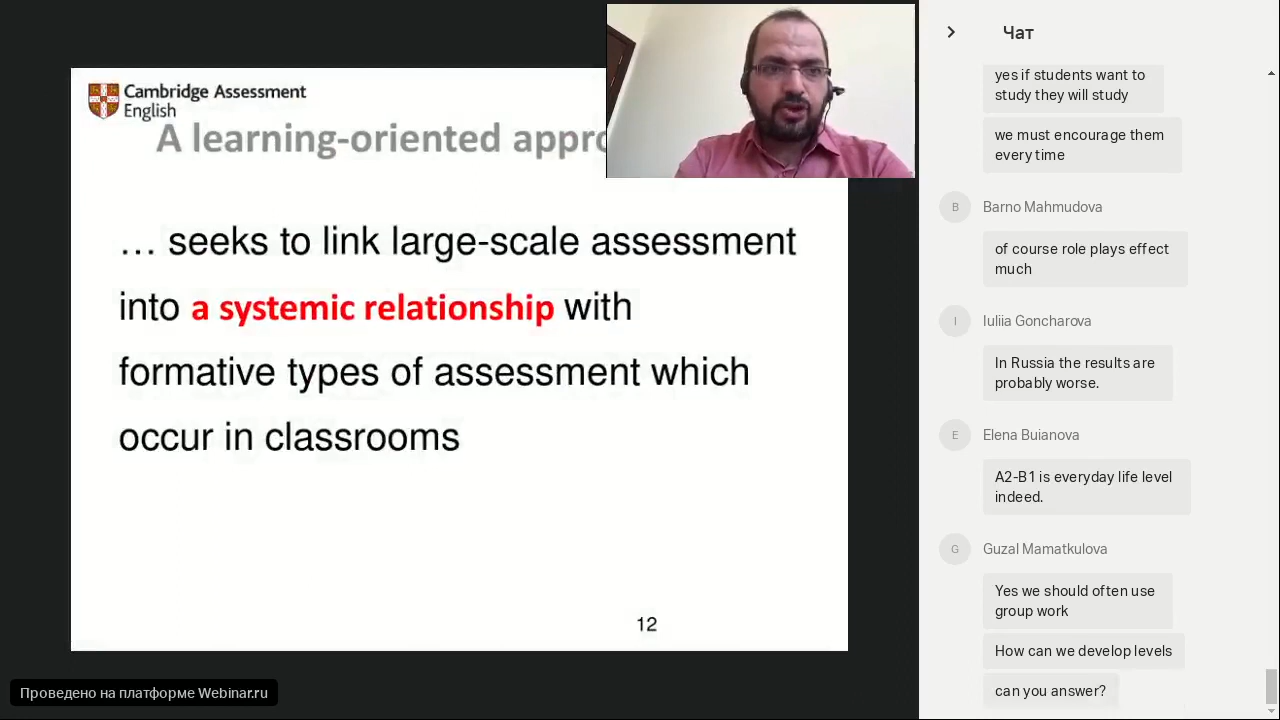 Cambridge Assessment
English
A learning-oriented appro
… seeks to link large-scale assessment
into a systemic relationship with
formative types of assessment which
occur in classrooms
12
Проведено на платформе Webinar.ru
Чат
yes if students want to
study they will study
we must encourage them
every time
B
Barno Mahmudova
of course role plays effect
much
I
Iuliia Goncharova
In Russia the results are
probably worse.
E
Elena Buianova
A2-B1 is everyday life level
indeed.
G
Guzal Mamatkulova
Yes we should often use
group work
How can we develop levels
can you answer?